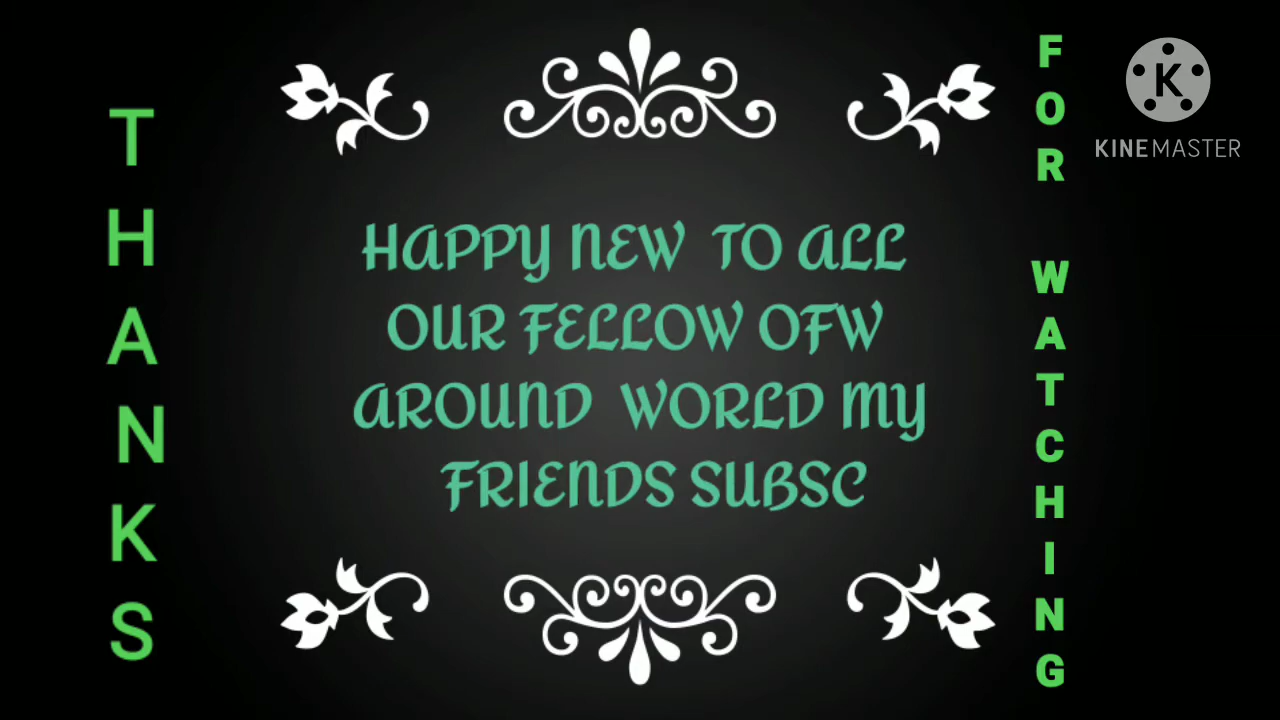 THANKS
HAPPY NEW TO ALL
OUR FELLOW OFW
AROUND WORLD MY
FRIENDS SUBSC
FOR WATCHING
K
KINEMASTER